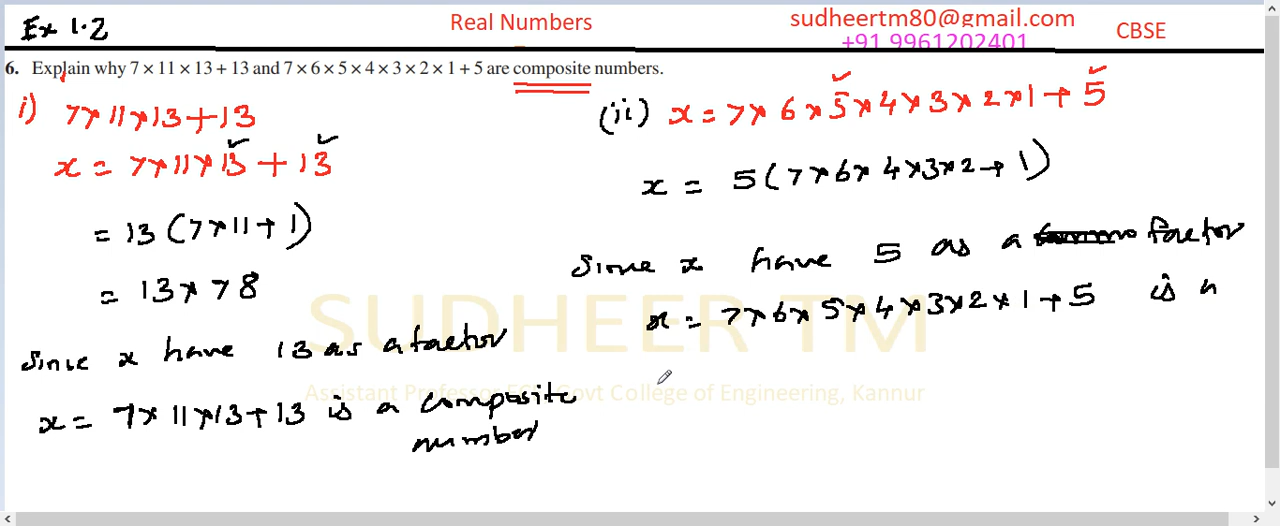 Ex 1.2
Real Numbers
sudheertm80@gmail.com
+91 9961202401
CBSE
6. Explain why 7 × 11 × 13 + 13 and 7 × 6 × 5 × 4 × 3 × 2 × 1 + 5 are composite numbers.
i) 7×11×13+13
x = 7×11×13 + 13
= 13 (7×11+1)
= 13×78
Since x have 13 as a factor
x = 7×11×13+13 is a composite
number
(ii) x = 7×6×5×4×3×2×1+5
x = 5(7×6×4×3×2+1)
Since x have 5 as a factor
x = 7×6×5×4×3×2×1+5 is a
SUDHEER TM
Assistant Professor ECE, Govt College of Engineering, Kannur